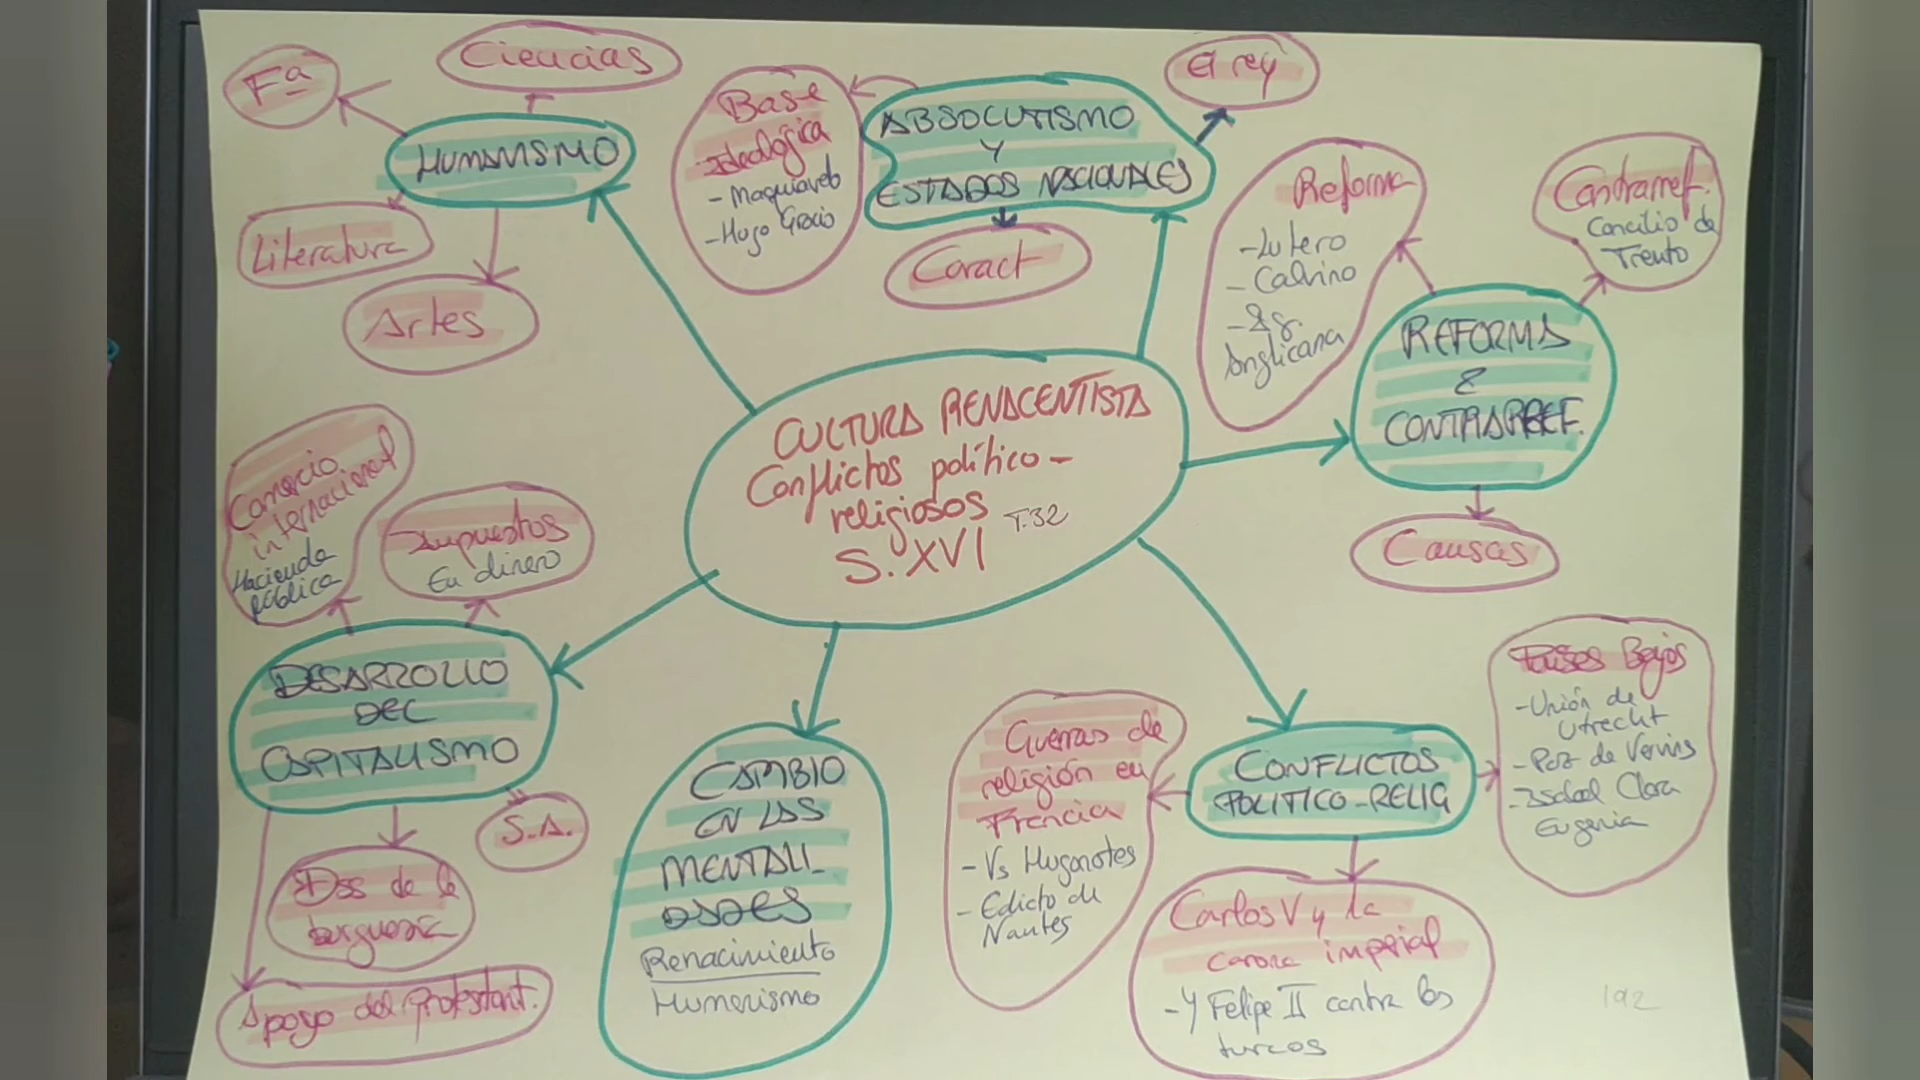 CULTURA RENACENTISTA
Conflictos político-
religiosos
T.32
S. XVI
HUMANISMO
Fª
Ciencias
Literatura
Artes
ABSOLUTISMO
Y
ESTADOS NACIONALES
Base
Ideológica
- Maquiavelo
- Hugo Grocio
El rey
Caract
REFORMA
E
CONTRARREF.
Reforma
- Lutero
- Calvino
- Ig.
Anglicana
Contrarref.
Concilio de
Trento
Causas
CONFLICTOS
POLITICO-RELIG
Países Bajos
- Unión de
Utrecht
- Paz de Vervins
- Isabel Clara
Eugenia
Guerras de
religión en
Francia
- Vs Hugonotes
- Edicto de
Nantes
Carlos V y la
corona imperial
- Y Felipe II contra los
turcos
CAMBIO
EN LAS
MENTALI-
DADES
Renacimiento
Humanismo
DESARROLLO
DEL
CAPITALISMO
Comercio
internacional
Hacienda
pública
Impuestos
En dinero
S.A.
Dss de la
burguesía
Apoyo del Protestant.
192